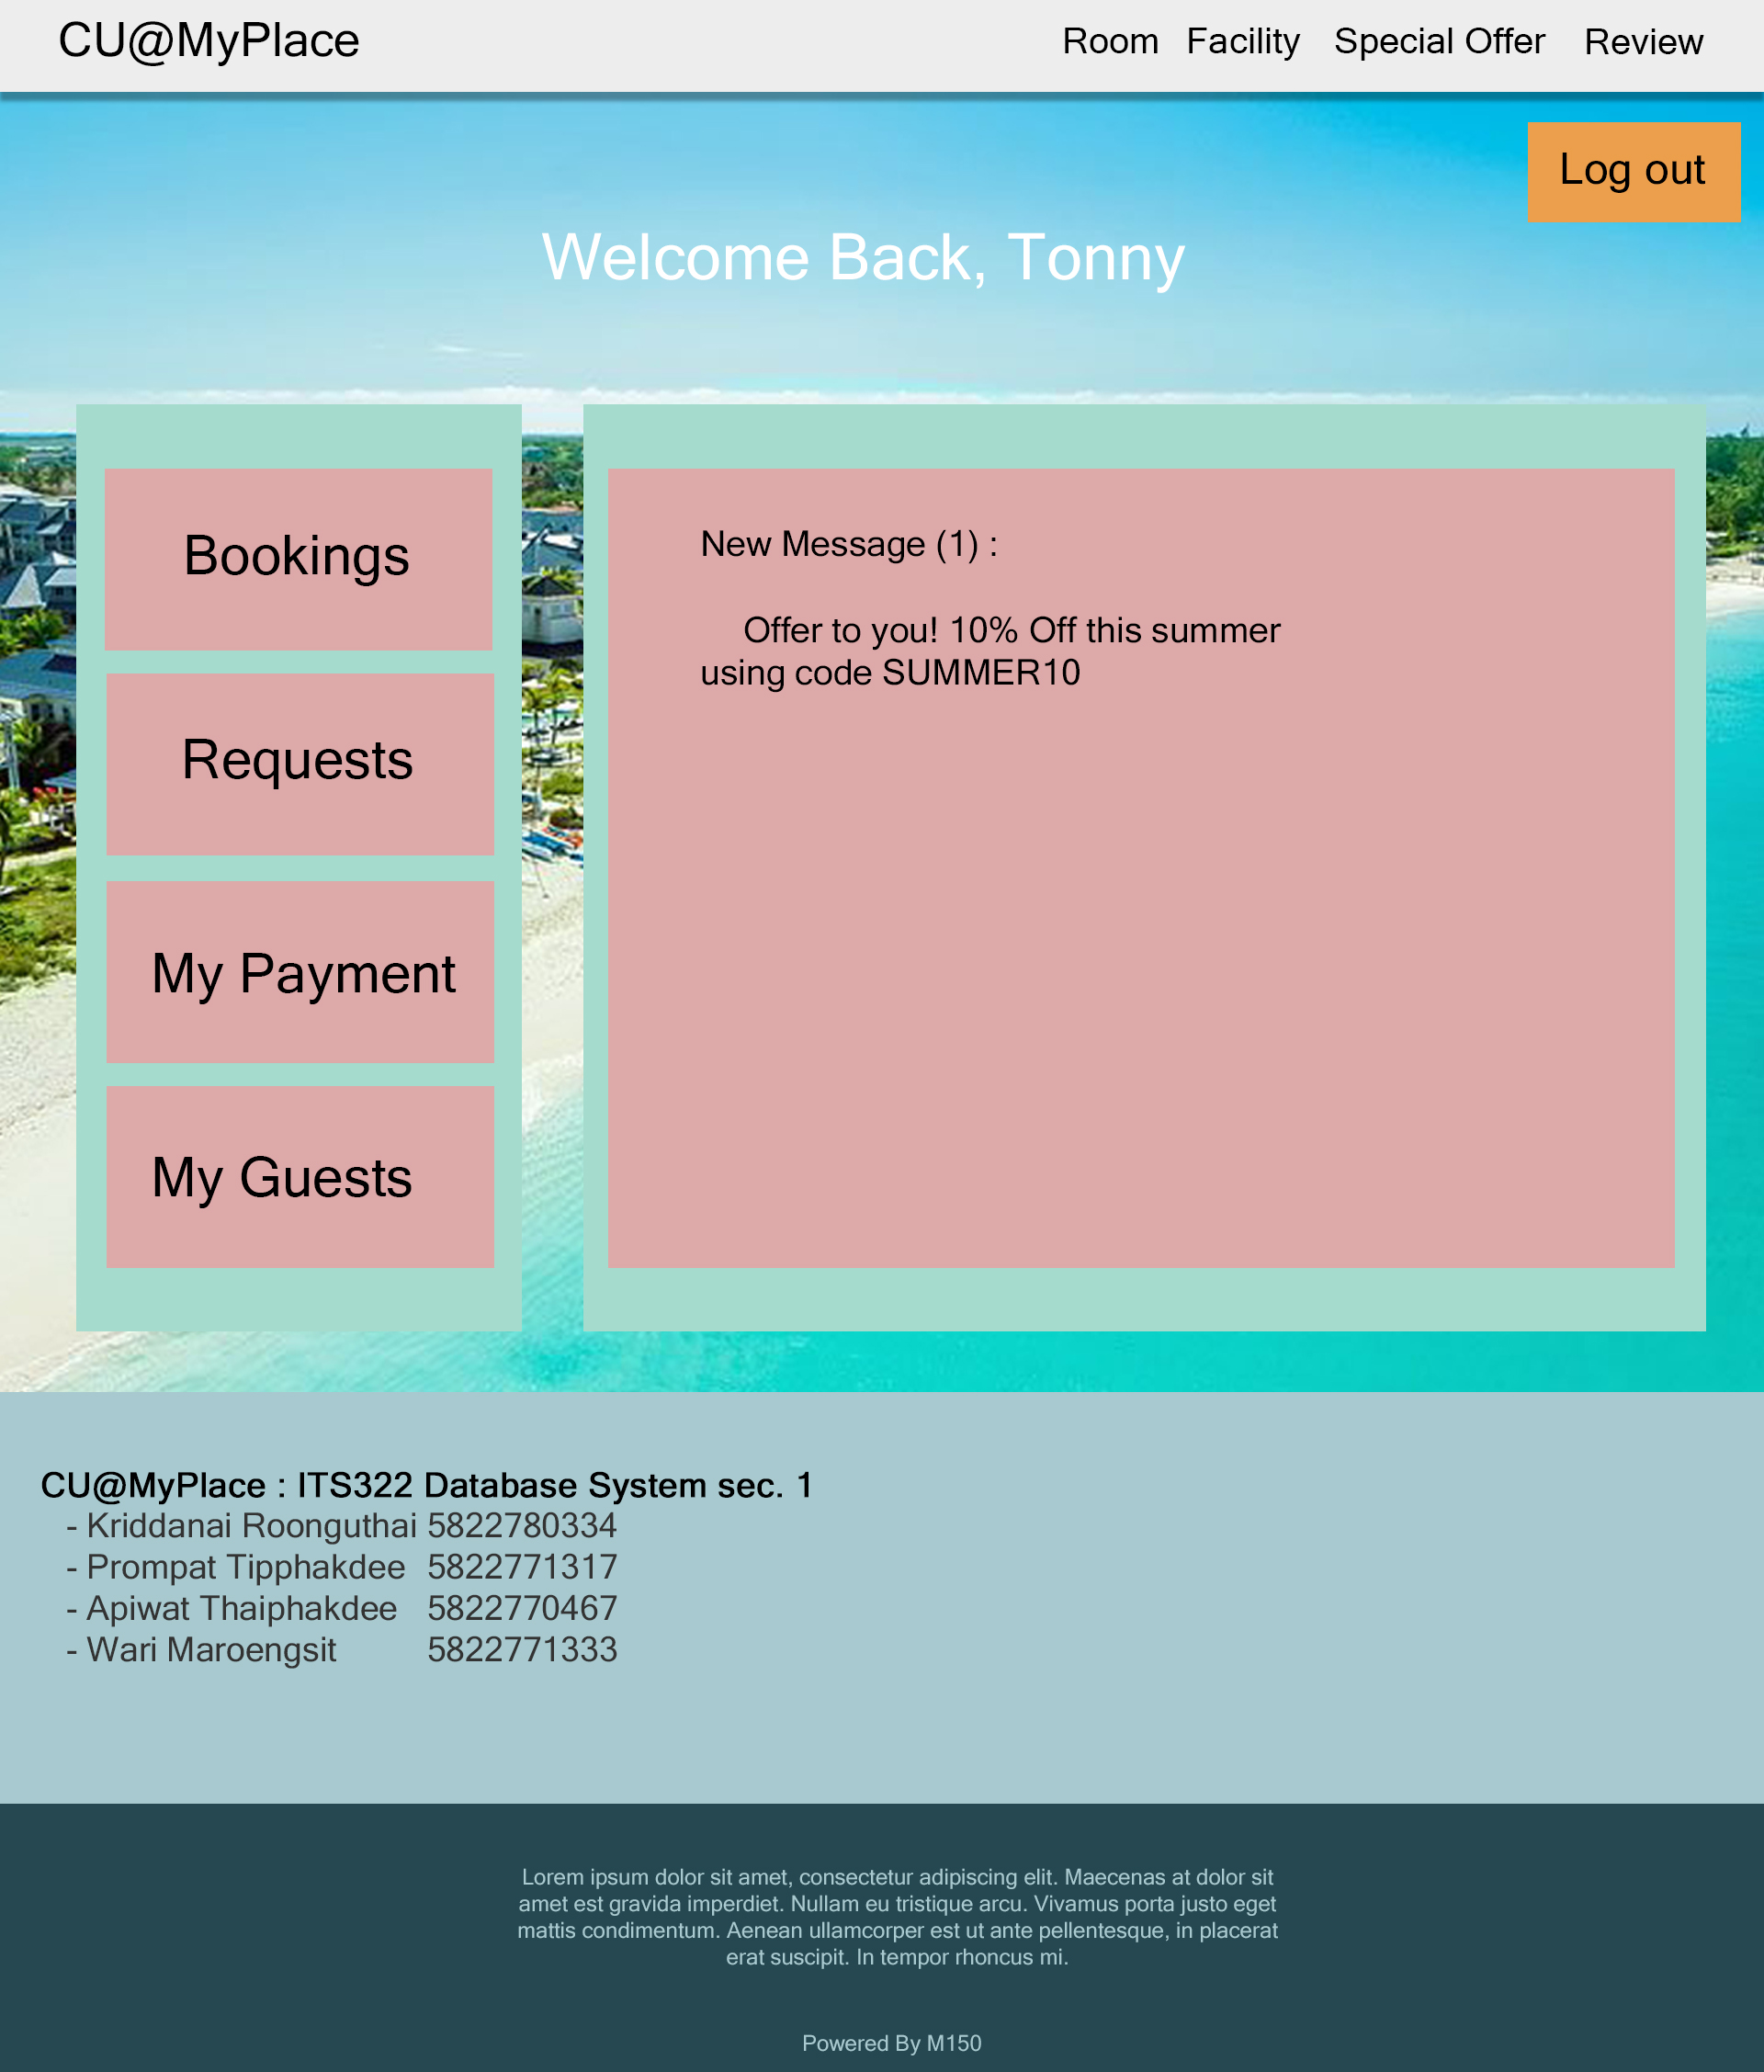 CU@MyPlace
Room Facility Special Offer Review
Log out
Welcome Back, Tonny
Bookings
Requests
My Payment
My Guests
New Message (1) :
Offer to you! 10% Off this summer
using code SUMMER10
CU@MyPlace : ITS322 Database System sec. 1
- Kriddanai Roonguthai 5822780334
- Prompat Tipphakdee 5822771317
- Apiwat Thaiphakdee 5822770467
- Wari Maroengsit 5822771333
Lorem ipsum dolor sit amet, consectetur adipiscing elit. Maecenas at dolor sit
amet est gravida imperdiet. Nullam eu tristique arcu. Vivamus porta justo eget
mattis condimentum. Aenean ullamcorper est ut ante pellentesque, in placerat
erat suscipit. In tempor rhoncus mi.
Powered By M150